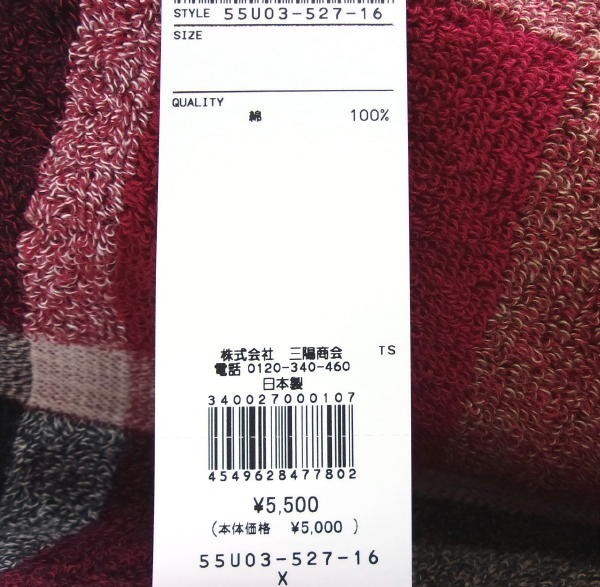 STYLE 55U03-527-16
SIZE
QUALITY
綿 100%
株式会社 三陽商会 TS
電話 0120-340-460
日本製
3400270000107
4549628477802
¥5,500
(本体価格 ¥5,000 )
55U03-527-16
X